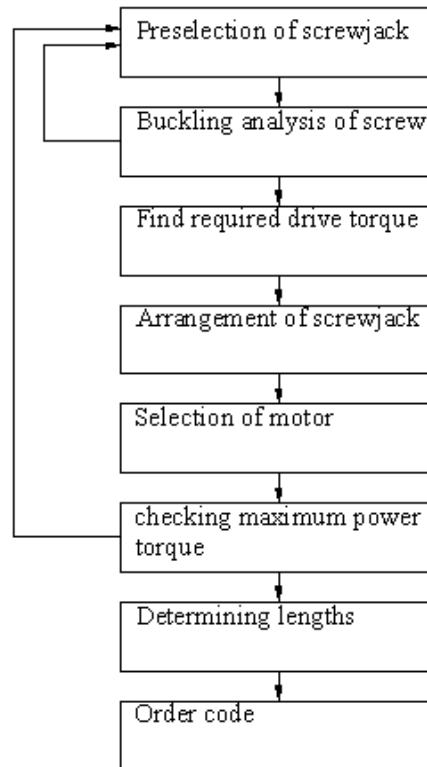 Preselection of screwjack
Buckling analysis of screw
Find required drive torque
Arrangement of screwjack
Selection of motor
checking maximum power
torque
Determining lengths
Order code